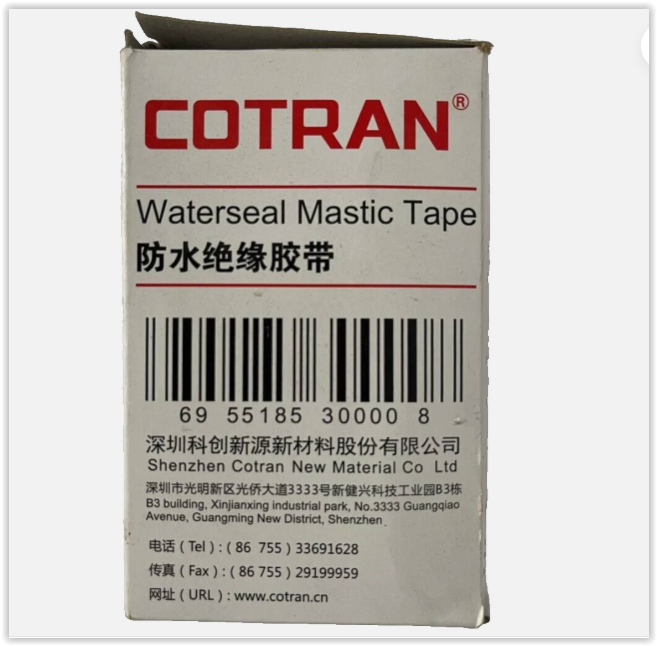 COTRAN®
Waterseal Mastic Tape
防水绝缘胶带
69 55185 30000 8
深圳科创新源新材料股份有限公司
Shenzhen Cotran New Material Co Ltd
深圳市光明新区光侨大道3333号新健兴科技工业园B3栋
B3 building, Xinjianxing industrial park, No.3333 Guangqiao
Avenue, Guangming New District, Shenzhen
电话(Tel):(86 755)33691628
传真(Fax):(86 755)29199959
网址(URL):www.cotran.cn